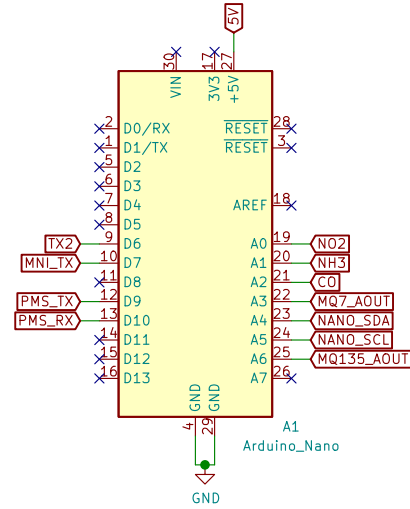 5V
30 17 27
VIN 3V3 +5V
2 D0/RX RESET 28
1 D1/TX RESET 3
5 D2
6 D3
7 D4 AREF 18
8 D5
TX2 9 D6 A0 19 NO2
MNI_TX 10 D7 A1 20 NH3
11 D8 A2 21 CO
PMS_TX 12 D9 A3 22 MQ7_AOUT
PMS_RX 13 D10 A4 23 NANO_SDA
14 D11 A5 24 NANO_SCL
15 D12 A6 25 MQ135_AOUT
16 D13 A7 26
GND GND
4 29
A1
Arduino_Nano
GND